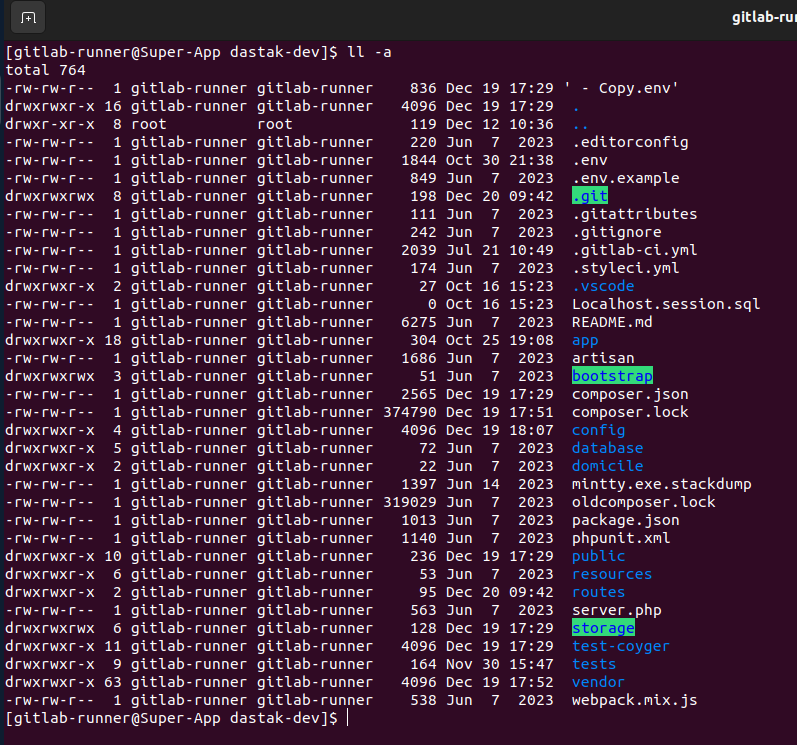 gitlab-run
[gitlab-runner@Super-App dastak-dev]$ ll -a
total 764
-rw-rw-r--  1 gitlab-runner gitlab-runner    836 Dec 19 17:29 ' - Copy.env'
drwxrwxr-x 16 gitlab-runner gitlab-runner   4096 Dec 19 17:29  .
drwxr-xr-x  8 root          root             119 Dec 12 10:36  ..
-rw-rw-r--  1 gitlab-runner gitlab-runner    220 Jun  7  2023  .editorconfig
-rw-rw-r--  1 gitlab-runner gitlab-runner   1844 Oct 30 21:38  .env
-rw-rw-r--  1 gitlab-runner gitlab-runner    849 Jun  7  2023  .env.example
drwxrwxrwx  8 gitlab-runner gitlab-runner    198 Dec 20 09:42  .git
-rw-rw-r--  1 gitlab-runner gitlab-runner    111 Jun  7  2023  .gitattributes
-rw-rw-r--  1 gitlab-runner gitlab-runner    242 Jun  7  2023  .gitignore
-rw-rw-r--  1 gitlab-runner gitlab-runner   2039 Jul 21 10:49  .gitlab-ci.yml
-rw-rw-r--  1 gitlab-runner gitlab-runner    174 Jun  7  2023  .styleci.yml
drwxrwxr-x  2 gitlab-runner gitlab-runner     27 Oct 16 15:23  .vscode
-rw-rw-r--  1 gitlab-runner gitlab-runner      0 Oct 16 15:23  Localhost.session.sql
-rw-rw-r--  1 gitlab-runner gitlab-runner   6275 Jun  7  2023  README.md
drwxrwxr-x 18 gitlab-runner gitlab-runner    304 Oct 25 19:08  app
-rw-rw-r--  1 gitlab-runner gitlab-runner   1686 Jun  7  2023  artisan
drwxrwxrwx  3 gitlab-runner gitlab-runner     51 Jun  7  2023  bootstrap
-rw-rw-r--  1 gitlab-runner gitlab-runner   2565 Dec 19 17:29  composer.json
-rw-rw-r--  1 gitlab-runner gitlab-runner 374790 Dec 19 17:51  composer.lock
drwxrwxr-x  4 gitlab-runner gitlab-runner   4096 Dec 19 18:07  config
drwxrwxr-x  5 gitlab-runner gitlab-runner     72 Jun  7  2023  database
drwxrwxr-x  2 gitlab-runner gitlab-runner     22 Jun  7  2023  domicile
-rw-rw-r--  1 gitlab-runner gitlab-runner   1397 Jun 14  2023  mintty.exe.stackdump
-rw-rw-r--  1 gitlab-runner gitlab-runner 319029 Jun  7  2023  oldcomposer.lock
-rw-rw-r--  1 gitlab-runner gitlab-runner   1013 Jun  7  2023  package.json
-rw-rw-r--  1 gitlab-runner gitlab-runner   1140 Jun  7  2023  phpunit.xml
drwxrwxr-x 10 gitlab-runner gitlab-runner    236 Dec 19 17:29  public
drwxrwxr-x  6 gitlab-runner gitlab-runner     53 Jun  7  2023  resources
drwxrwxr-x  2 gitlab-runner gitlab-runner     95 Dec 20 09:42  routes
-rw-rw-r--  1 gitlab-runner gitlab-runner    563 Jun  7  2023  server.php
drwxrwxrwx  6 gitlab-runner gitlab-runner    128 Dec 19 17:29  storage
drwxrwxr-x 11 gitlab-runner gitlab-runner   4096 Dec 19 17:29  test-coyger
drwxrwxr-x  9 gitlab-runner gitlab-runner    164 Nov 30 15:47  tests
drwxrwxr-x 63 gitlab-runner gitlab-runner   4096 Dec 19 17:52  vendor
-rw-rw-r--  1 gitlab-runner gitlab-runner    538 Jun  7  2023  webpack.mix.js
[gitlab-runner@Super-App dastak-dev]$